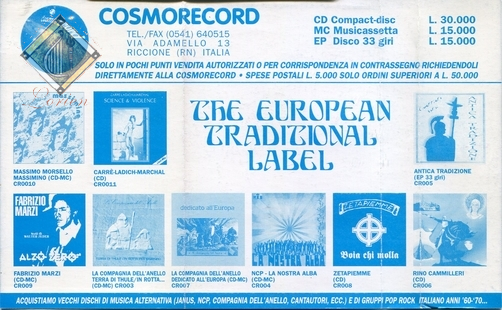 COSMORECORD
TEL./FAX (0541) 640515
VIA ADAMELLO 13
RICCIONE (RN) ITALIA
CD Compact-disc L. 30.000
MC Musicassetta L. 15.000
EP Disco 33 giri L. 15.000
SOLO IN POCHI PUNTI VENDITA AUTORIZZATI O PER CORRISPONDENZA IN CONTRASSEGNO RICHIEDENDOLI
DIRETTAMENTE ALLA COSMORECORD • SPESE POSTALI L. 5.000 SOLO ORDINI SUPERIORI A L. 50.000
SCIENCE & VIOLENCE
THE EUROPEAN
TRADITIONAL
LABEL
MASSIMO MORSELLO
MASSIMINO (CD-MC)
CR0010
CARRÈ-LADICH-MARCHAL
(CD)
CR0011
ANTICA TRADIZIONE
(EP 33 giri)
CR005
FABRIZIO
MARZI
ALZO ZERO
dedicato all'Europa
ZETAPIEMME
Boia chi molla
FABRIZIO MARZI
(CD-MC)
CR009
LA COMPAGNIA DELL'ANELLO
TERRA DI THULE/IN ROTTA...
(CD-MC) CR003
LA COMPAGNIA DELL'ANELLO
DEDICATO ALL'EUROPA
(CD-MC) CR007
NCP - LA NOSTRA ALBA
(CD-MC)
CR004
ZETAPIEMME
(CD)
CR008
RINO CAMMILLERI
(CD-MC)
CR006
ACQUISTIAMO VECCHI DISCHI DI MUSICA ALTERNATIVA (JANUS, NCP, COMPAGNIA DELL'ANELLO, CANTAUTORI, ECC.) E DI GRUPPI POP ROCK ITALIANO ANNI '60-'70...